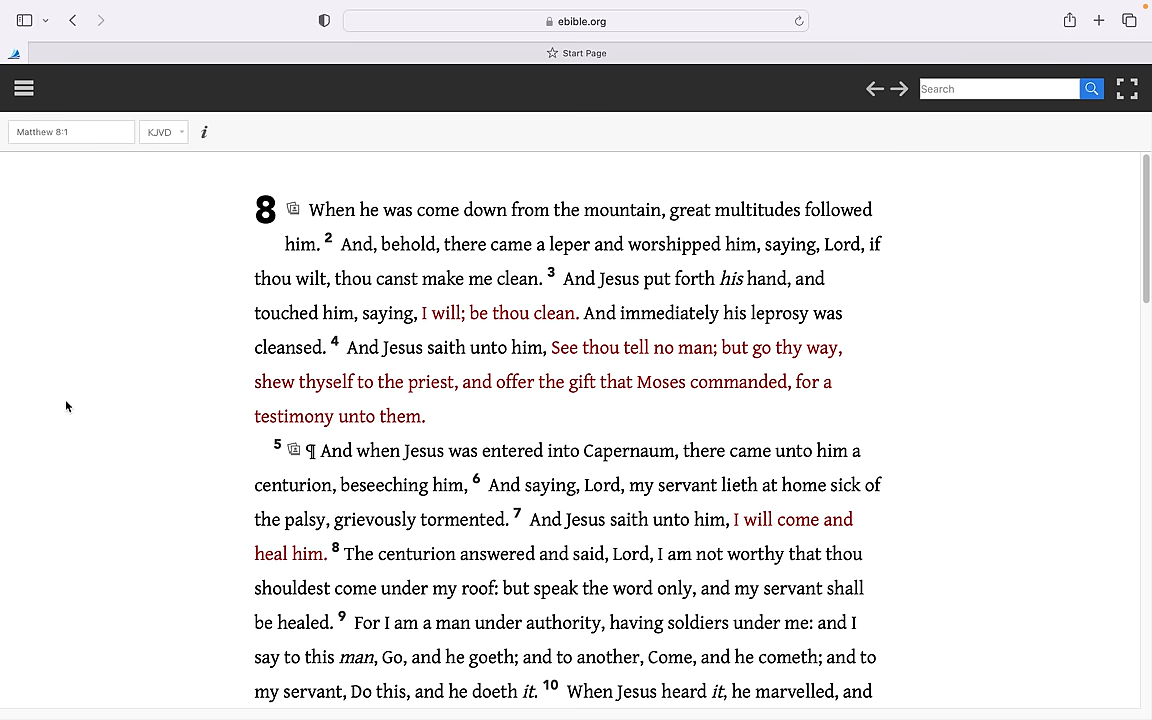 ebible.org
Start Page
Search
Matthew 8:1
KJVD
i
8 When he was come down from the mountain, great multitudes followed
him. 2 And, behold, there came a leper and worshipped him, saying, Lord, if
thou wilt, thou canst make me clean. 3 And Jesus put forth his hand, and
touched him, saying, I will; be thou clean. And immediately his leprosy was
cleansed. 4 And Jesus saith unto him, See thou tell no man; but go thy way,
shew thyself to the priest, and offer the gift that Moses commanded, for a
testimony unto them.
5 ¶ And when Jesus was entered into Capernaum, there came unto him a
centurion, beseeching him, 6 And saying, Lord, my servant lieth at home sick of
the palsy, grievously tormented. 7 And Jesus saith unto him, I will come and
heal him. 8 The centurion answered and said, Lord, I am not worthy that thou
shouldest come under my roof: but speak the word only, and my servant shall
be healed. 9 For I am a man under authority, having soldiers under me: and I
say to this man, Go, and he goeth; and to another, Come, and he cometh; and to
my servant, Do this, and he doeth it. 10 When Jesus heard it, he marvelled, and